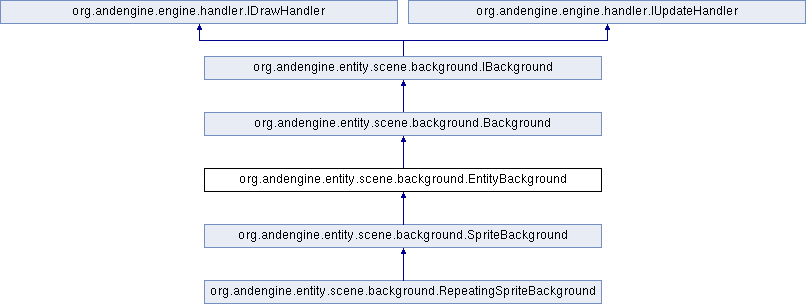 org.andengine.engine.handler.IDrawHandler
org.andengine.engine.handler.IUpdateHandler
org.andengine.entity.scene.background.IBackground
org.andengine.entity.scene.background.Background
org.andengine.entity.scene.background.EntityBackground
org.andengine.entity.scene.background.SpriteBackground
org.andengine.entity.scene.background.RepeatingSpriteBackground